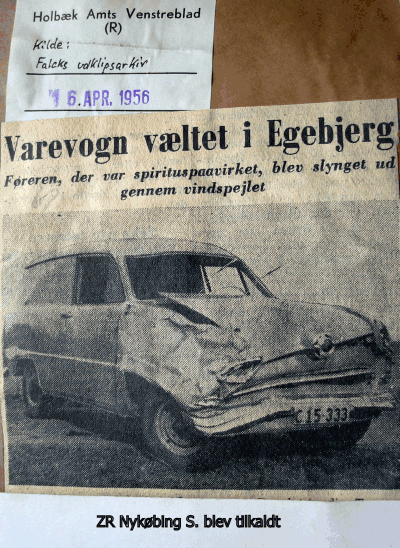 Holbæk Amts Venstreblad
(R)
Kilde:
Falcks udklipsarkiv
16. APR. 1956
Varevogn væltet i Egebjerg
Føreren, der var spirituspaavirket, blev slynget ud
gennem vindspejlet
C 15·333
ZR Nykøbing S. blev tilkaldt